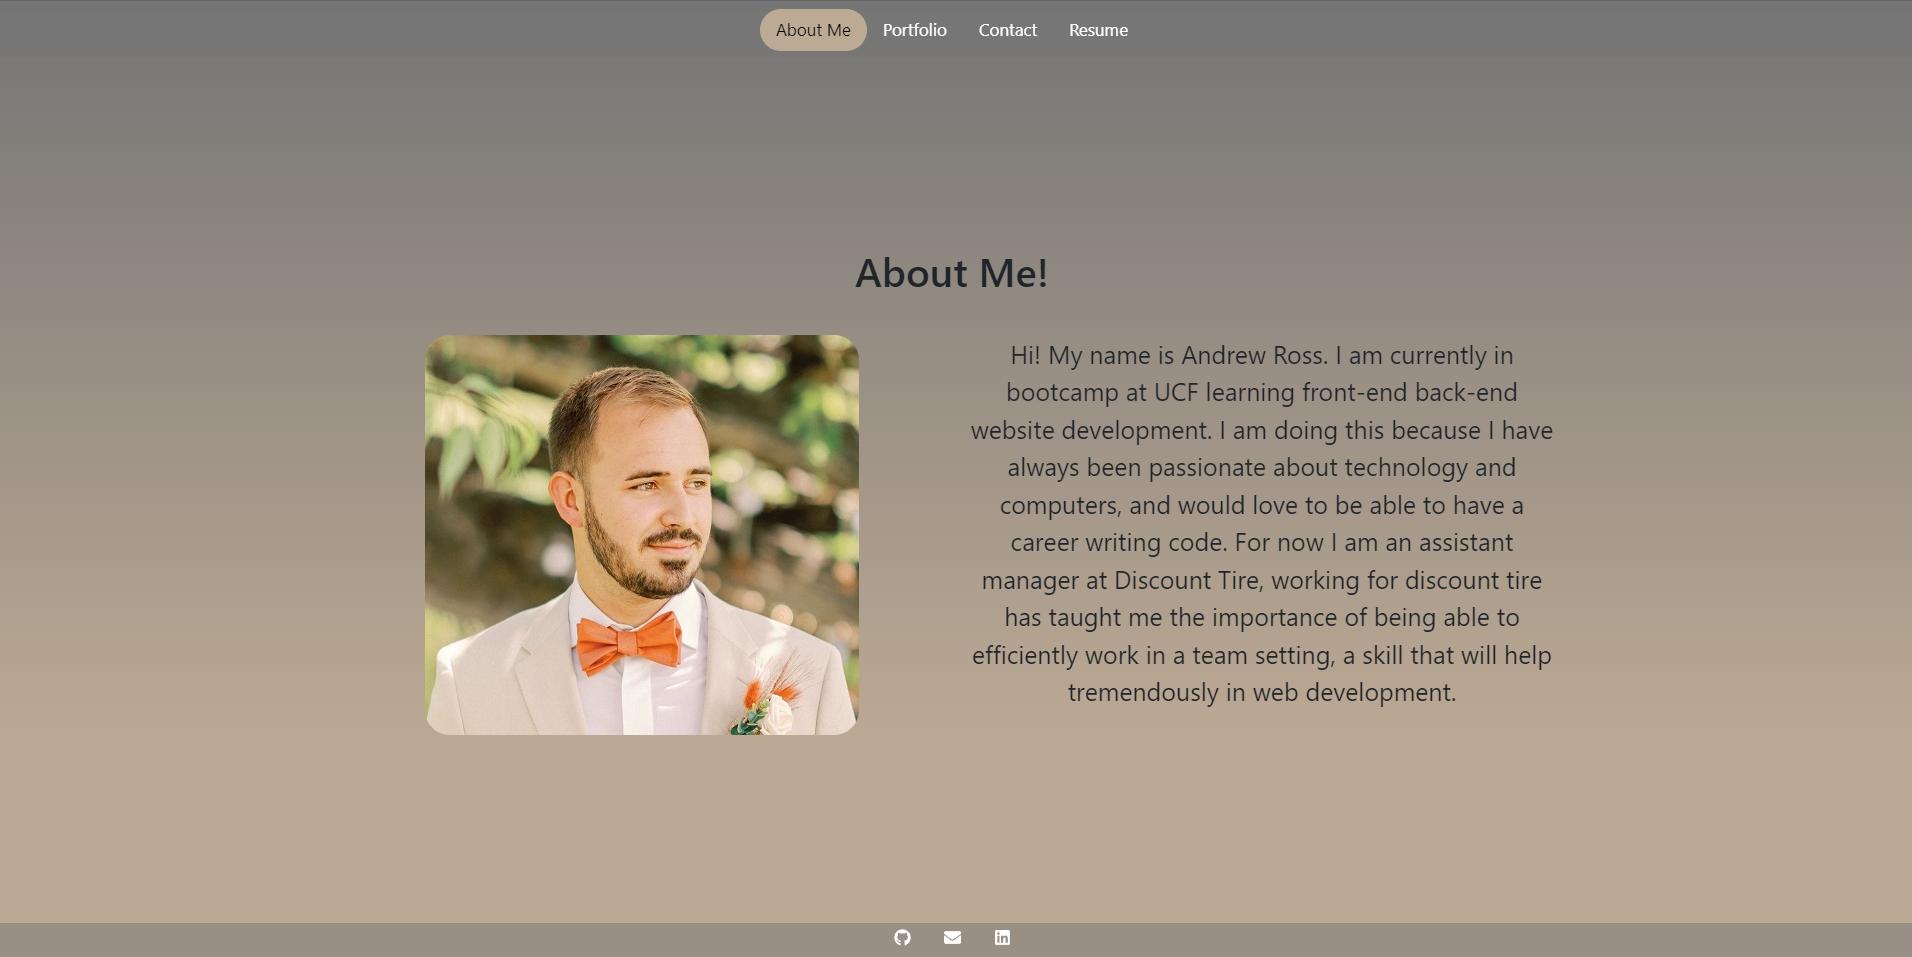 About Me Portfolio Contact Resume
About Me!
Hi! My name is Andrew Ross. I am currently in
bootcamp at UCF learning front-end back-end
website development. I am doing this because I have
always been passionate about technology and
computers, and would love to be able to have a
career writing code. For now I am an assistant
manager at Discount Tire, working for discount tire
has taught me the importance of being able to
efficiently work in a team setting, a skill that will help
tremendously in web development.